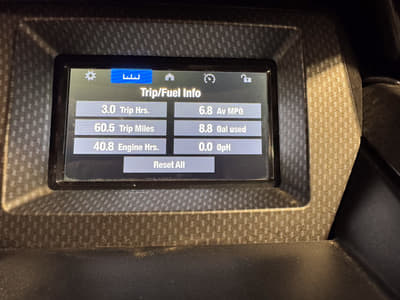 Trip/Fuel Info
3.0 Trip Hrs. 6.8 Av MPG
60.5 Trip Miles 8.8 Gal used
40.8 Engine Hrs. 0.0 GpH
Reset All